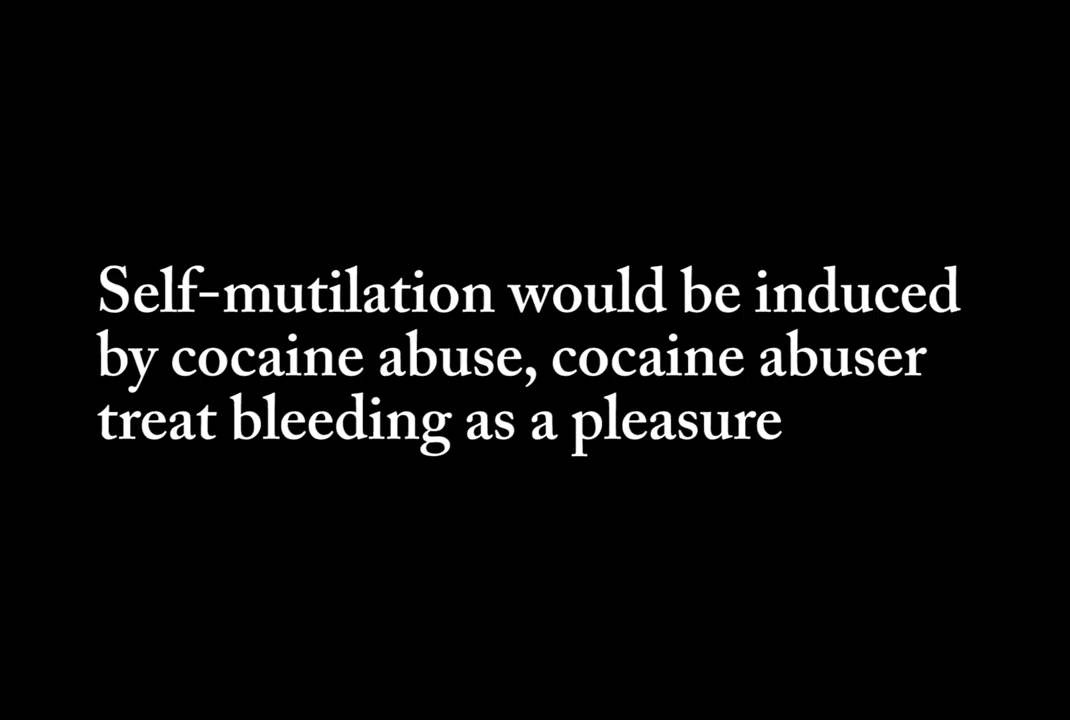 Self-mutilation would be induced
by cocaine abuse, cocaine abuser
treat bleeding as a pleasure